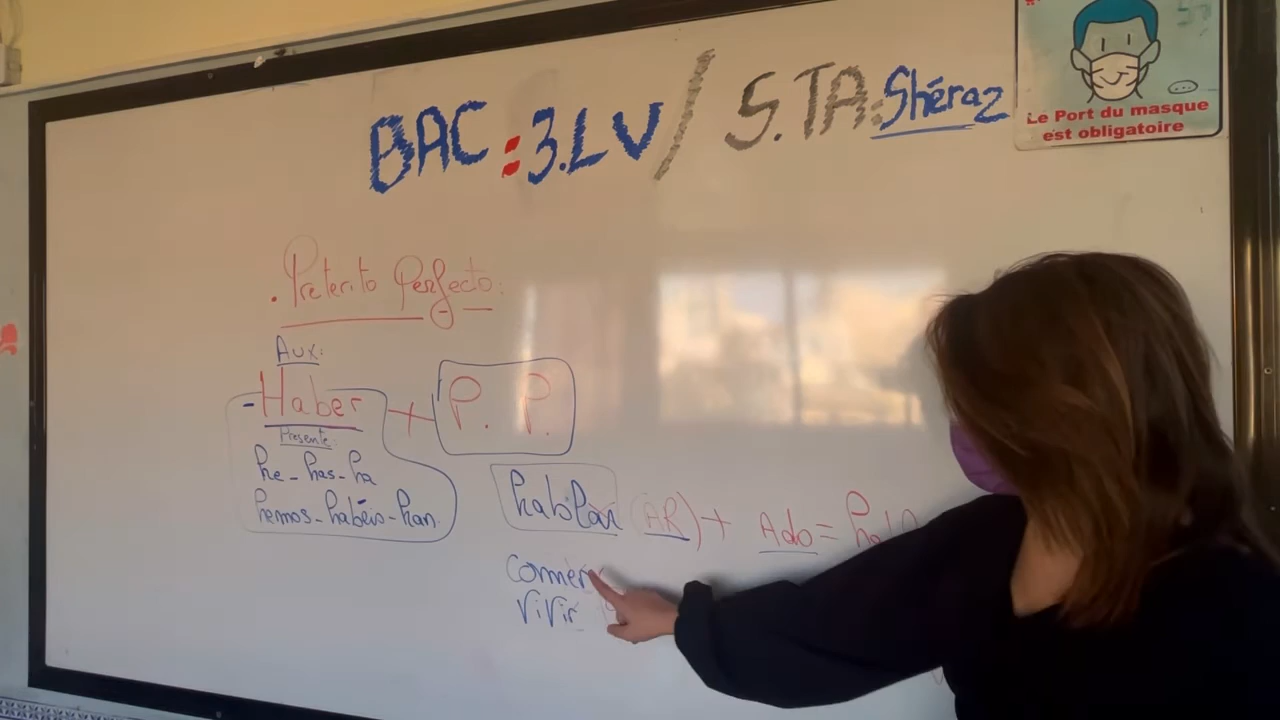 BAC : 3.LV / S.TA: Shéraz
Le Port du masque
est obligatoire
. Preterito Perfecto:
Aux:
- Haber + P. P.
Presente:
he - has - ha
hemos - habéis - han.
hablar (AR) + Ado =
Comer
Vivir